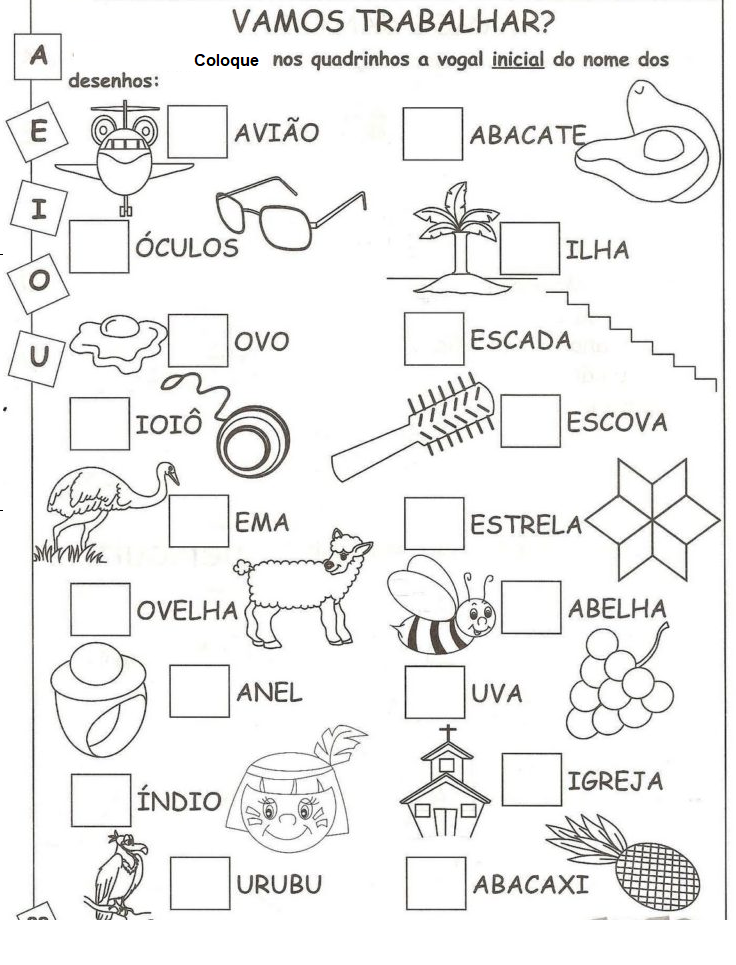 VAMOS TRABALHAR?
Coloque nos quadrinhos a vogal inicial do nome dos
desenhos:
A
E
I
O
U
AVIÃO
ABACATE
ÓCULOS
ILHA
OVO
ESCADA
IOIÔ
ESCOVA
EMA
ESTRELA
OVELHA
ABELHA
ANEL
UVA
ÍNDIO
IGREJA
URUBU
ABACAXI